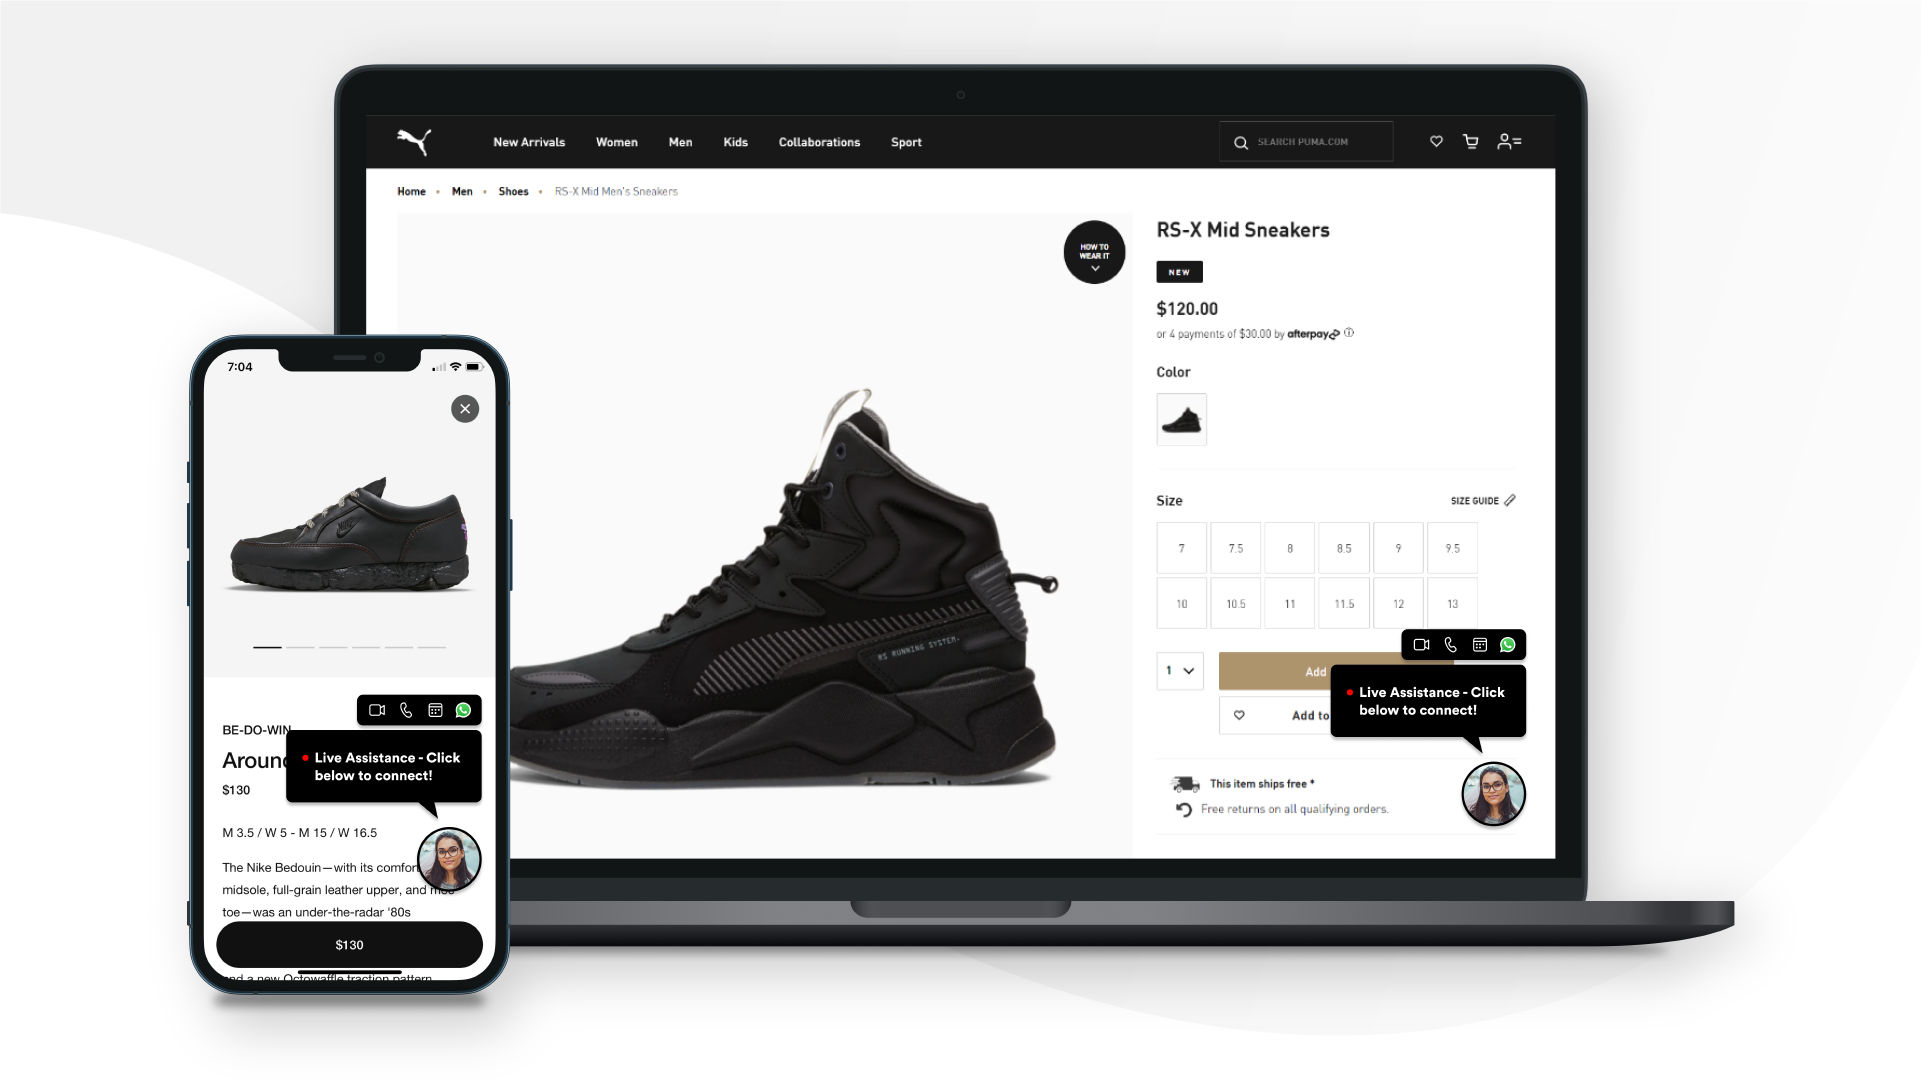 New Arrivals
Women
Men
Kids
Collaborations
Sport
SEARCH PUMA.COM
Home • Men • Shoes • RS-X Mid Men's Sneakers
HOW TO
WEAR IT
RS-X Mid Sneakers
NEW
$120.00
or 4 payments of $30.00 by afterpay
Color
Size
SIZE GUIDE
7 7.5 8 8.5 9 9.5
10 10.5 11 11.5 12 13
1
Add
Add to
Live Assistance - Click
below to connect!
This item ships free *
Free returns on all qualifying orders.
RS RUNNING SYSTEM.
7:04
BE-DO-WIN
Around
$130
Live Assistance - Click
below to connect!
M 3.5 / W 5 - M 15 / W 16.5
The Nike Bedouin—with its comfor
midsole, full-grain leather upper, and
toe—was an under-the-radar '80s
$130
and a new Octowaffle traction pattern